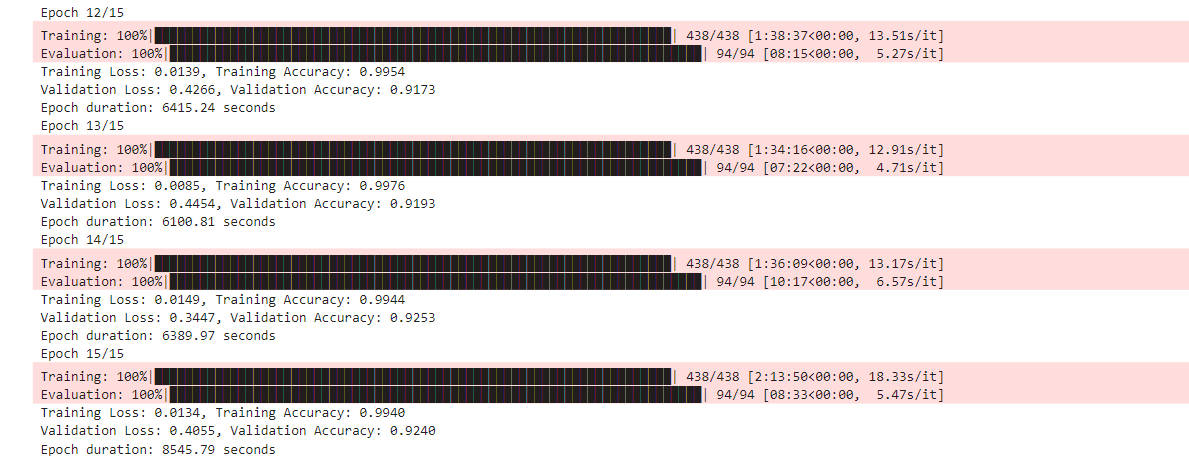 Epoch 12/15
Training: 100%| | 438/438 [1:38:37<00:00, 13.51s/it]
Evaluation: 100%| | 94/94 [08:15<00:00,  5.27s/it]
Training Loss: 0.0139, Training Accuracy: 0.9954
Validation Loss: 0.4266, Validation Accuracy: 0.9173
Epoch duration: 6415.24 seconds
Epoch 13/15
Training: 100%| | 438/438 [1:34:16<00:00, 12.91s/it]
Evaluation: 100%| | 94/94 [07:22<00:00,  4.71s/it]
Training Loss: 0.0085, Training Accuracy: 0.9976
Validation Loss: 0.4454, Validation Accuracy: 0.9193
Epoch duration: 6100.81 seconds
Epoch 14/15
Training: 100%| | 438/438 [1:36:09<00:00, 13.17s/it]
Evaluation: 100%| | 94/94 [10:17<00:00,  6.57s/it]
Training Loss: 0.0149, Training Accuracy: 0.9944
Validation Loss: 0.3447, Validation Accuracy: 0.9253
Epoch duration: 6389.97 seconds
Epoch 15/15
Training: 100%| | 438/438 [2:13:50<00:00, 18.33s/it]
Evaluation: 100%| | 94/94 [08:33<00:00,  5.47s/it]
Training Loss: 0.0134, Training Accuracy: 0.9940
Validation Loss: 0.4055, Validation Accuracy: 0.9240
Epoch duration: 8545.79 seconds